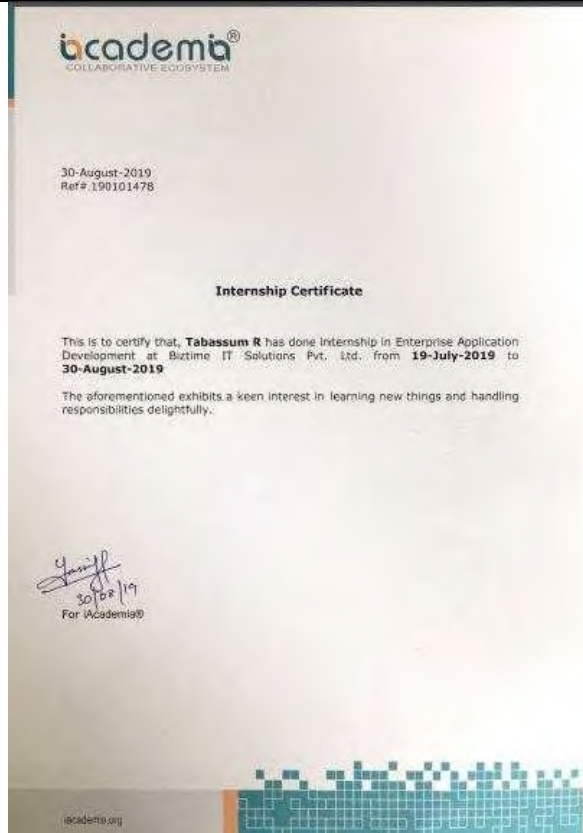 iacademia®
COLLABORATIVE ECOSYSTEM
30-August-2019
Ref# 190101478
Internship Certificate
This is to certify that, Tabassum R has done internship in Enterprise Application
Development at Biztime IT Solutions Pvt. Ltd. from 19-July-2019 to
30-August-2019
The aforementioned exhibits a keen interest in learning new things and handling
responsibilities delightfully.
30/08/19
For iAcademia®
iacademia.org